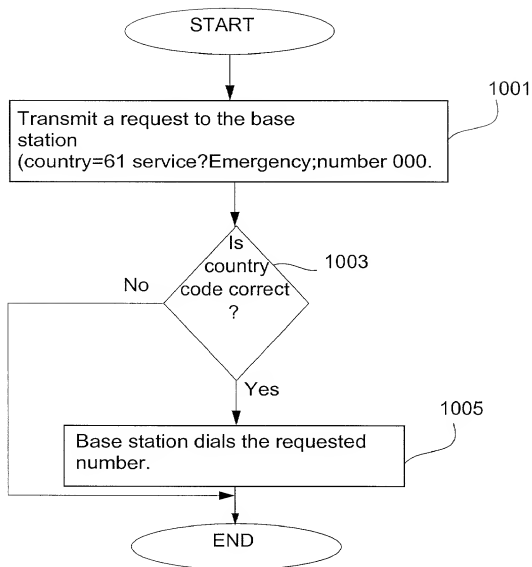 START
1001
Transmit a request to the base
station
(country=61 service?Emergency;number 000.
1003
Is
country
code correct
?
No
Yes
1005
Base station dials the requested
number.
END